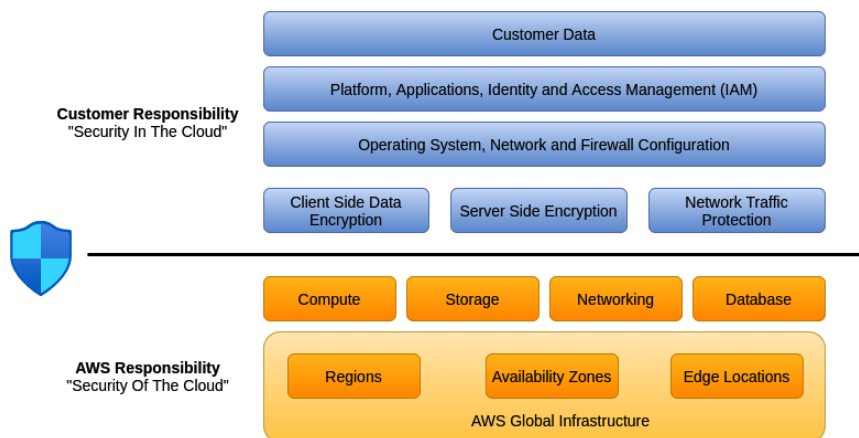 Customer Data
Platform, Applications, Identity and Access Management (IAM)
Customer Responsibility
"Security In The Cloud"
Operating System, Network and Firewall Configuration
Client Side Data
Encryption
Server Side Encryption
Network Traffic
Protection
Compute
Storage
Networking
Database
AWS Responsibility
"Security Of The Cloud"
Regions
Availability Zones
Edge Locations
AWS Global Infrastructure